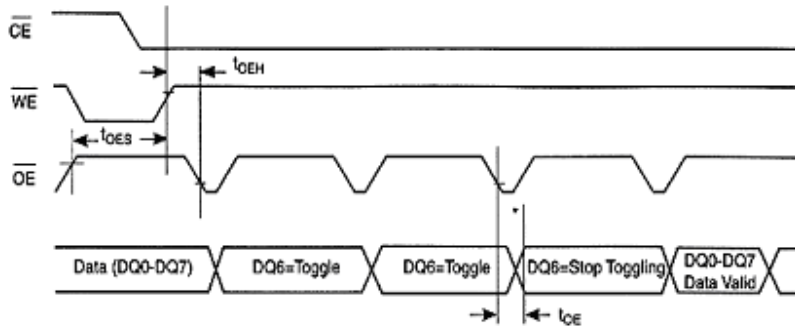 CE
tOEH
WE
tOES
OE
*
Data (DQ0-DQ7)
DQ6=Toggle
DQ6=Toggle
DQ6=Stop Toggling
DQ0-DQ7
Data Valid
tOE